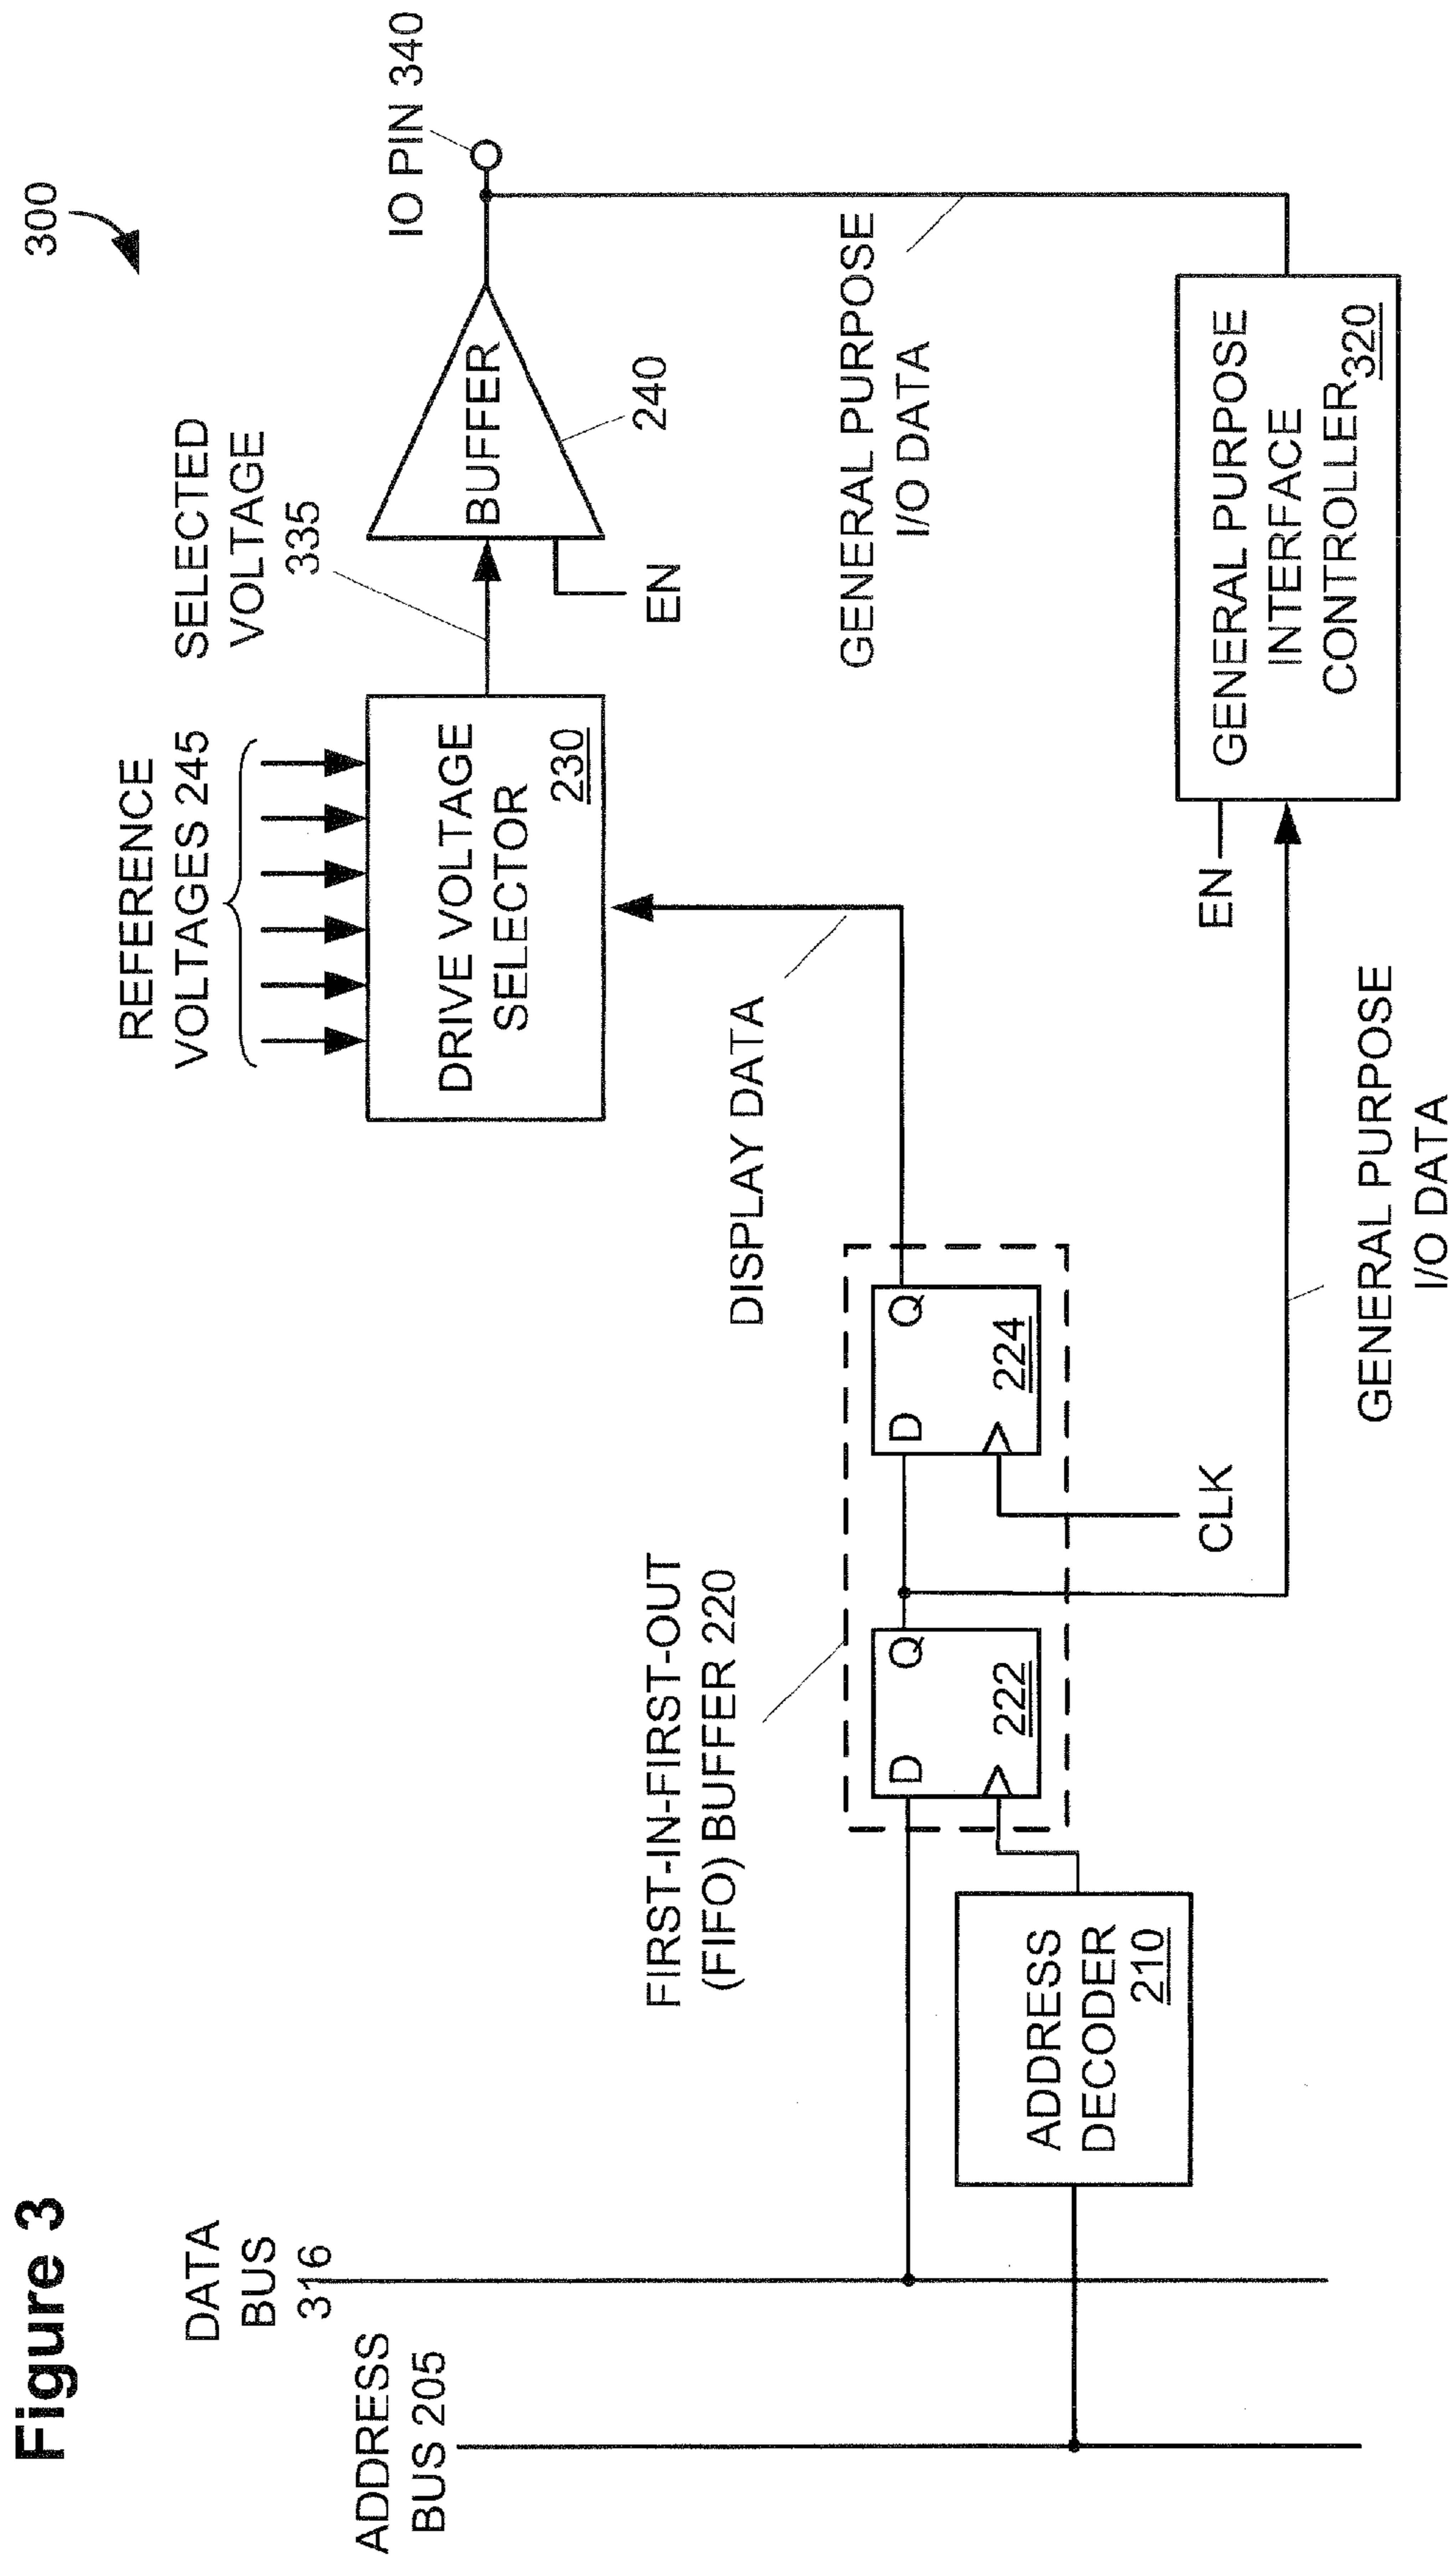 Figure 3
300
ADDRESS
BUS 205
DATA
BUS
316
REFERENCE
VOLTAGES 245
SELECTED
VOLTAGE
335
IO PIN 340
DRIVE VOLTAGE
SELECTOR
230
BUFFER
EN
240
FIRST-IN-FIRST-OUT
(FIFO) BUFFER 220
DISPLAY DATA
GENERAL PURPOSE
I/O DATA
D
Q
222
D
Q
224
ADDRESS
DECODER
210
CLK
EN
GENERAL PURPOSE
INTERFACE
CONTROLLER
320
GENERAL PURPOSE
I/O DATA